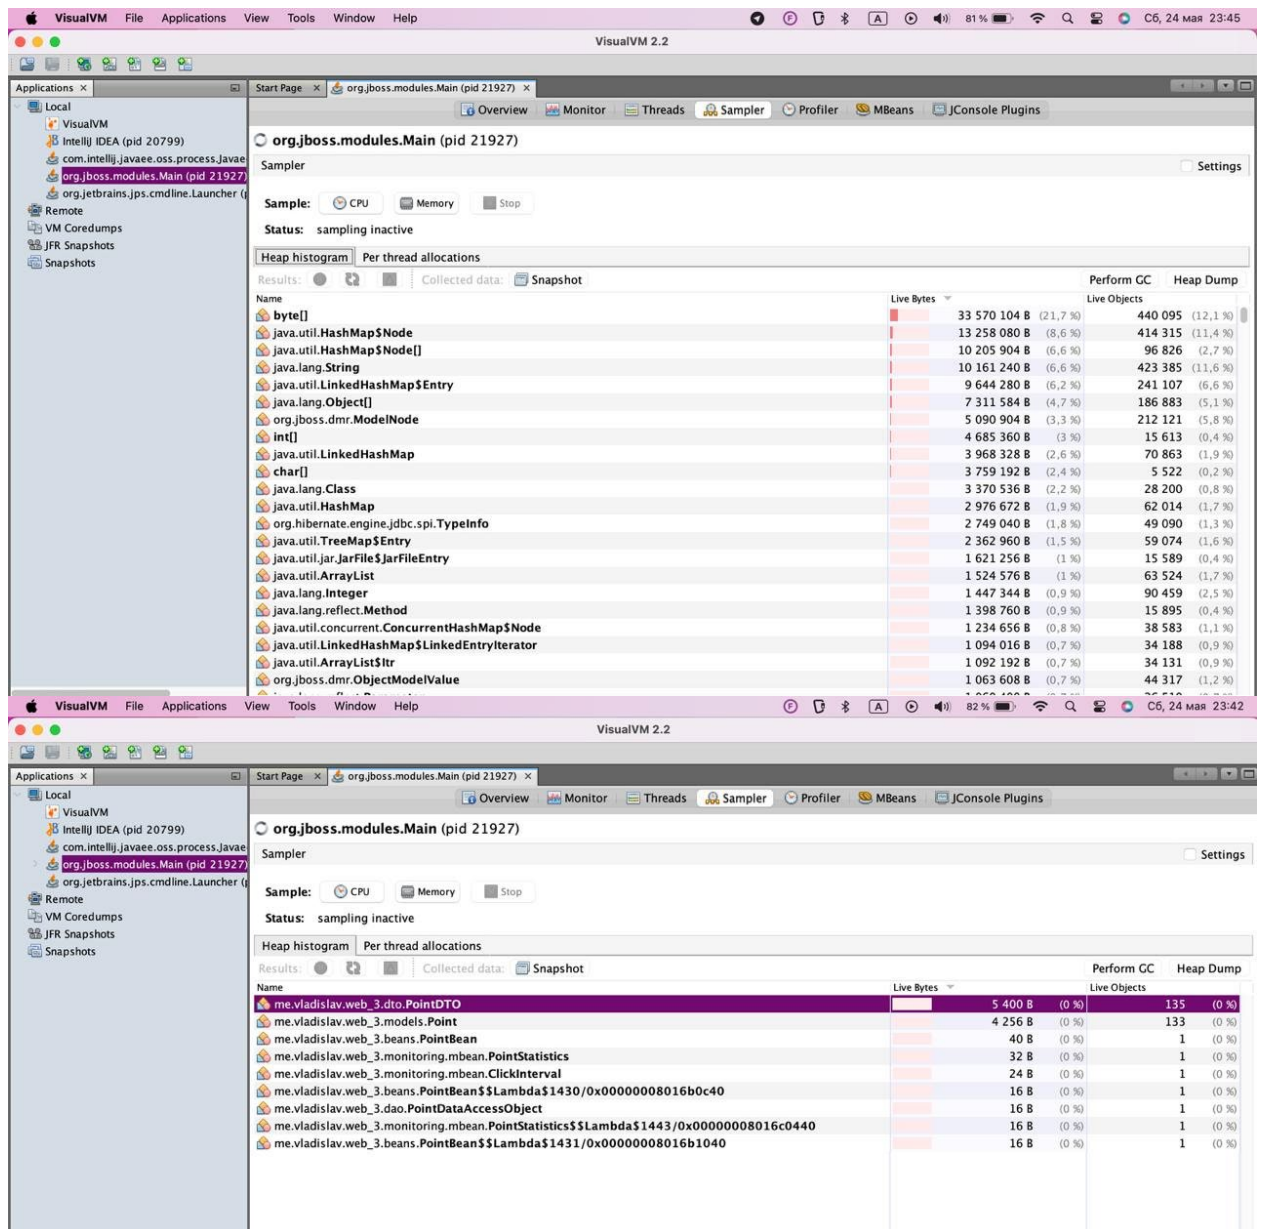 VisualVM File Applications View Tools Window Help 81 % Сб, 24 мая 23:45
VisualVM 2.2
Applications × Start Page × org.jboss.modules.Main (pid 21927) ×
Local
VisualVM
IntelliJ IDEA (pid 20799)
com.intellij.javaee.oss.process.Javae
org.jboss.modules.Main (pid 21927)
org.jetbrains.jps.cmdline.Launcher (
Remote
VM Coredumps
JFR Snapshots
Snapshots
Overview Monitor Threads Sampler Profiler MBeans JConsole Plugins
org.jboss.modules.Main (pid 21927)
Sampler Settings
Sample: CPU Memory Stop
Status: sampling inactive
Heap histogram Per thread allocations
Results: Collected data: Snapshot Perform GC Heap Dump
Name Live Bytes Live Objects
byte[] 33 570 104 B (21,7 %) 440 095 (12,1 %)
java.util.HashMap$Node 13 258 080 B (8,6 %) 414 315 (11,4 %)
java.util.HashMap$Node[] 10 205 904 B (6,6 %) 96 826 (2,7 %)
java.lang.String 10 161 240 B (6,6 %) 423 385 (11,6 %)
java.util.LinkedHashMap$Entry 9 644 280 B (6,2 %) 241 107 (6,6 %)
java.lang.Object[] 7 311 584 B (4,7 %) 186 883 (5,1 %)
org.jboss.dmr.ModelNode 5 090 904 B (3,3 %) 212 121 (5,8 %)
int[] 4 685 360 B (3 %) 15 613 (0,4 %)
java.util.LinkedHashMap 3 968 328 B (2,6 %) 70 863 (1,9 %)
char[] 3 759 192 B (2,4 %) 5 522 (0,2 %)
java.lang.Class 3 370 536 B (2,2 %) 28 200 (0,8 %)
java.util.HashMap 2 976 672 B (1,9 %) 62 014 (1,7 %)
org.hibernate.engine.jdbc.spi.TypeInfo 2 749 040 B (1,8 %) 49 090 (1,3 %)
java.util.TreeMap$Entry 2 362 960 B (1,5 %) 59 074 (1,6 %)
java.util.jar.JarFile$JarFileEntry 1 621 256 B (1 %) 15 589 (0,4 %)
java.util.ArrayList 1 524 576 B (1 %) 63 524 (1,7 %)
java.lang.Integer 1 447 344 B (0,9 %) 90 459 (2,5 %)
java.lang.reflect.Method 1 398 760 B (0,9 %) 15 895 (0,4 %)
java.util.concurrent.ConcurrentHashMap$Node 1 234 656 B (0,8 %) 38 583 (1,1 %)
java.util.LinkedHashMap$LinkedEntryIterator 1 094 016 B (0,7 %) 34 188 (0,9 %)
java.util.ArrayList$Itr 1 092 192 B (0,7 %) 34 131 (0,9 %)
org.jboss.dmr.ObjectModelValue 1 063 608 B (0,7 %) 44 317 (1,2 %)
VisualVM File Applications View Tools Window Help 82 % Сб, 24 мая 23:42
VisualVM 2.2
Applications × Start Page × org.jboss.modules.Main (pid 21927) ×
Local
VisualVM
IntelliJ IDEA (pid 20799)
com.intellij.javaee.oss.process.Javae
org.jboss.modules.Main (pid 21927)
org.jetbrains.jps.cmdline.Launcher (
Remote
VM Coredumps
JFR Snapshots
Snapshots
Overview Monitor Threads Sampler Profiler MBeans JConsole Plugins
org.jboss.modules.Main (pid 21927)
Sampler Settings
Sample: CPU Memory Stop
Status: sampling inactive
Heap histogram Per thread allocations
Results: Collected data: Snapshot Perform GC Heap Dump
Name Live Bytes Live Objects
me.vladislav.web_3.dto.PointDTO 5 400 B (0 %) 135 (0 %)
me.vladislav.web_3.models.Point 4 256 B (0 %) 133 (0 %)
me.vladislav.web_3.beans.PointBean 40 B (0 %) 1 (0 %)
me.vladislav.web_3.monitoring.mbean.PointStatistics 32 B (0 %) 1 (0 %)
me.vladislav.web_3.monitoring.mbean.ClickInterval 24 B (0 %) 1 (0 %)
me.vladislav.web_3.beans.PointBean$$Lambda$1430/0x00000008016b0c40 16 B (0 %) 1 (0 %)
me.vladislav.web_3.dao.PointDataAccessObject 16 B (0 %) 1 (0 %)
me.vladislav.web_3.monitoring.mbean.PointStatistics$$Lambda$1443/0x00000008016c0440 16 B (0 %) 1 (0 %)
me.vladislav.web_3.beans.PointBean$$Lambda$1431/0x00000008016b1040 16 B (0 %) 1 (0 %)